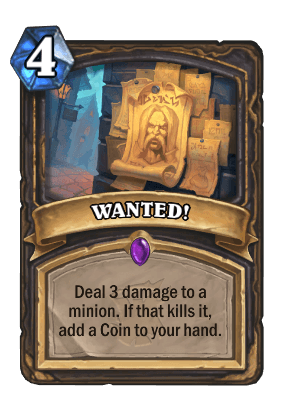 4
WANTED!
Deal 3 damage to a
minion. If that kills it,
add a Coin to your hand.